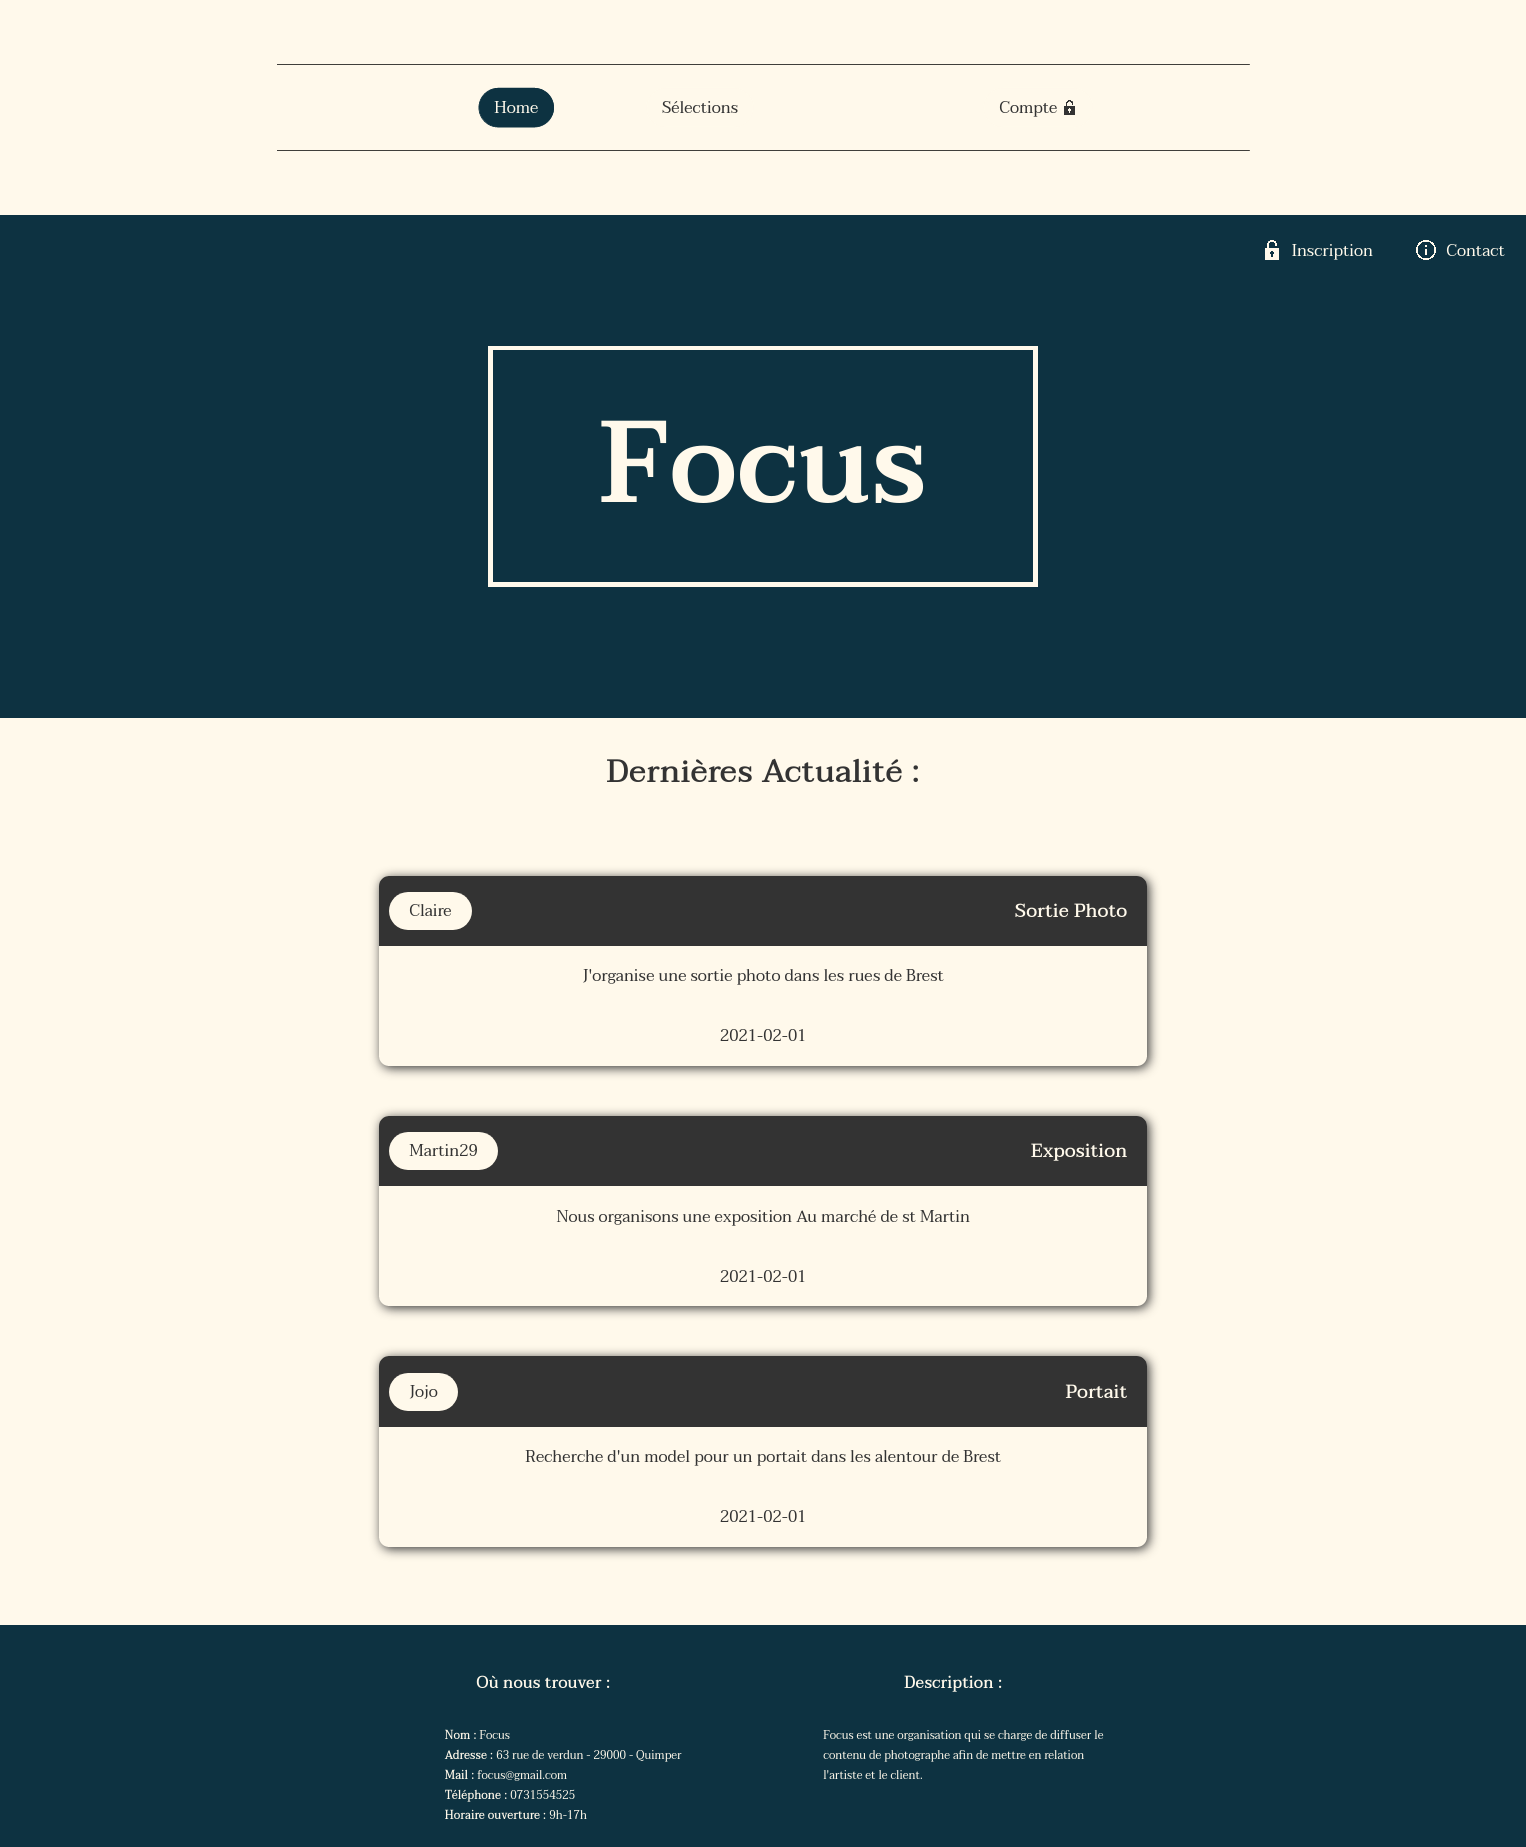 Home
Sélections
Compte
Inscription
Contact
Focus
Dernières Actualité :
Claire
Sortie Photo
J'organise une sortie photo dans les rues de Brest
2021-02-01
Martin29
Exposition
Nous organisons une exposition Au marché de st Martin
2021-02-01
Jojo
Portait
Recherche d'un model pour un portait dans les alentour de Brest
2021-02-01
Où nous trouver :
Nom : Focus
Adresse : 63 rue de verdun - 29000 - Quimper
Mail : focus@gmail.com
Téléphone : 0731554525
Horaire ouverture : 9h-17h
Description :
Focus est une organisation qui se charge de diffuser le
contenu de photographe afin de mettre en relation
l'artiste et le client.